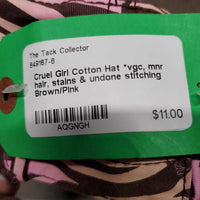 The Tack Collector
849167-6
Cruel Girl Cotton Hat *vgc, mnr
hair, stains & undone stitching
Brown/Pink
$11.00
AQGNGH